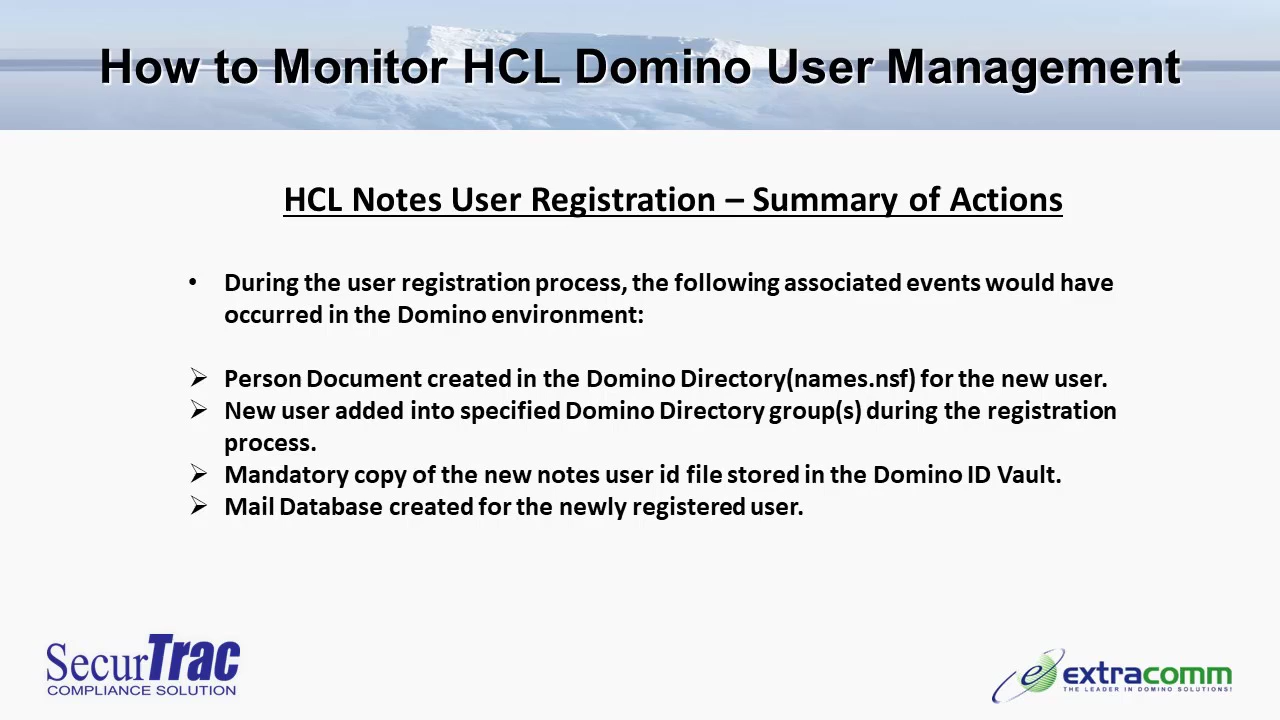 How to Monitor HCL Domino User Management
HCL Notes User Registration – Summary of Actions
• During the user registration process, the following associated events would have
occurred in the Domino environment:
➢ Person Document created in the Domino Directory(names.nsf) for the new user.
➢ New user added into specified Domino Directory group(s) during the registration
process.
➢ Mandatory copy of the new notes user id file stored in the Domino ID Vault.
➢ Mail Database created for the newly registered user.
SecurTrac
COMPLIANCE SOLUTION
e extracomm
THE LEADER IN DOMINO SOLUTIONS!